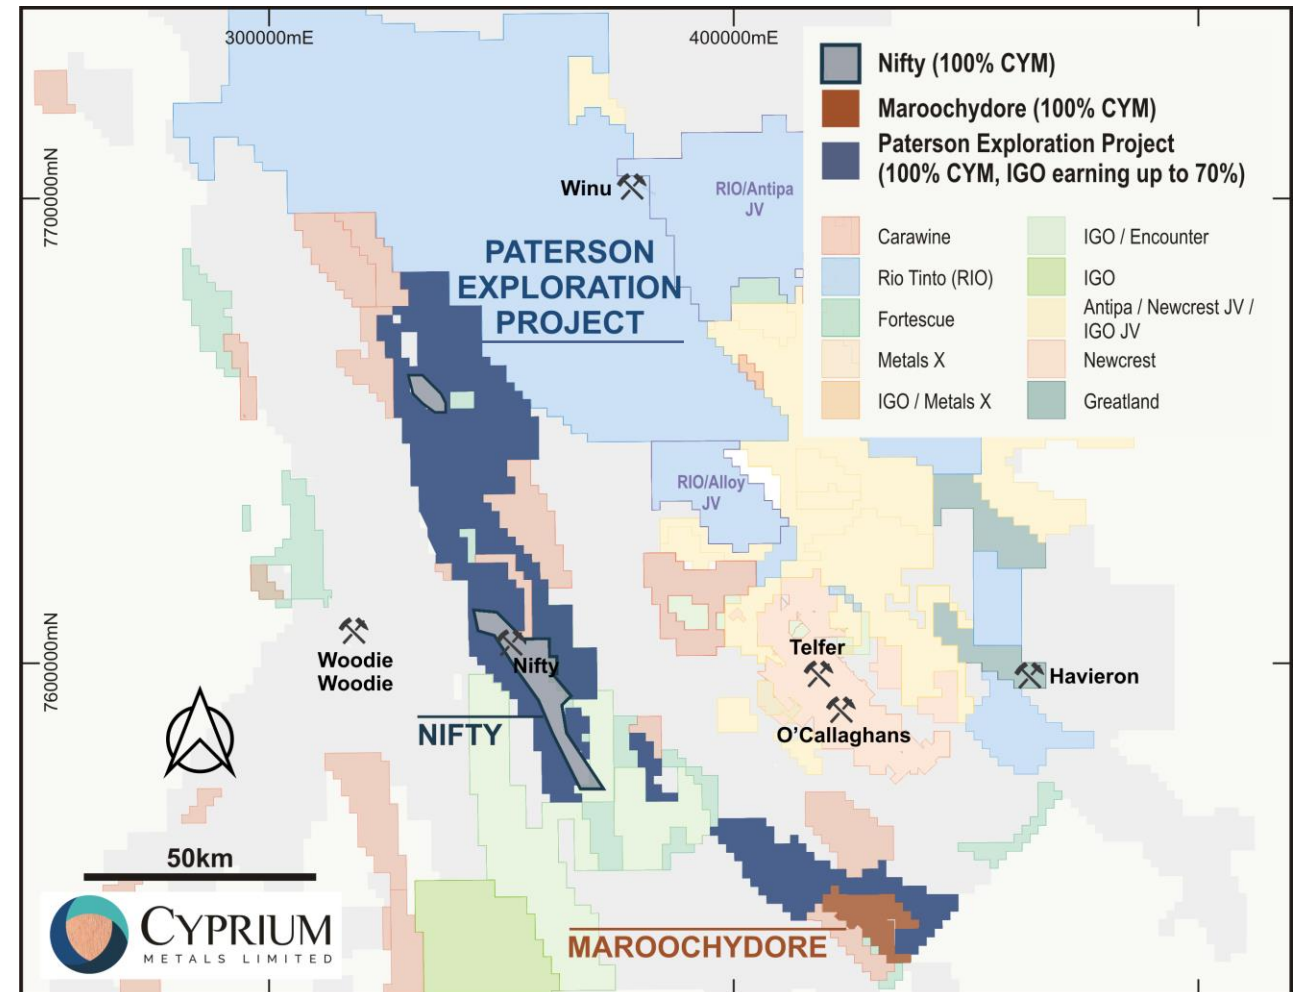 300000mE
400000mE
7700000mN
7600000mN
Nifty (100% CYM)
Maroochydore (100% CYM)
Paterson Exploration Project
(100% CYM, IGO earning up to 70%)
Carawine
Rio Tinto (RIO)
Fortescue
Metals X
IGO / Metals X
IGO / Encounter
IGO
Antipa / Newcrest JV /
IGO JV
Newcrest
Greatland
Winu
RIO/Antipa
JV
PATERSON
EXPLORATION
PROJECT
RIO/Alloy
JV
Woodie
Woodie
Nifty
Telfer
O'Callaghans
Havieron
NIFTY
50km
MAROOCHYDORE
CYPRIUM
METALS LIMITED